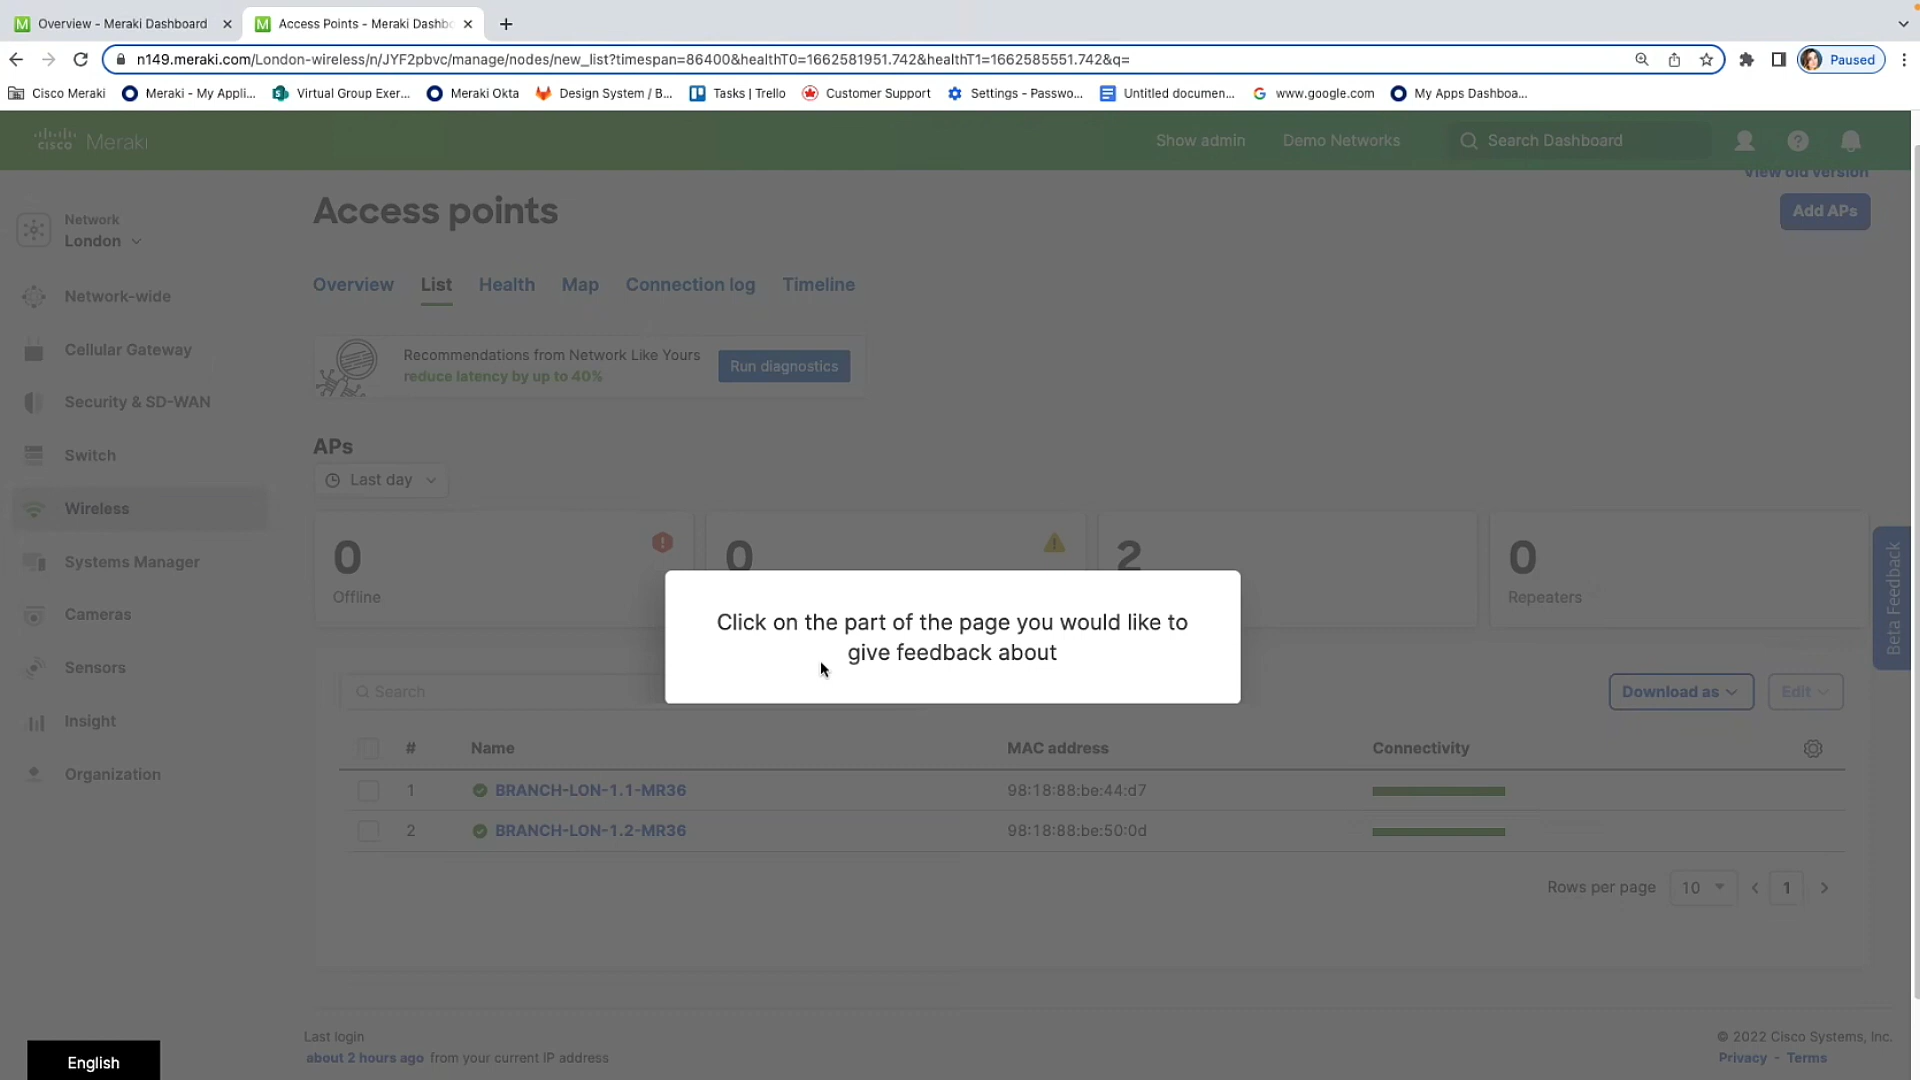 Overview - Meraki Dashboard
Access Points - Meraki Dashbo
n149.meraki.com/London-wireless/n/JYF2pbvc/manage/nodes/new_list?timespan=86400&healthT0=1662581951.742&healthT1=1662585551.742&q=
Paused
Cisco Meraki
Meraki - My Appli...
Virtual Group Exer...
Meraki Okta
Design System / B...
Tasks | Trello
Customer Support
Settings - Passwo...
Untitled documen...
www.google.com
My Apps Dashboa...
cisco Meraki
Show admin
Demo Networks
Search Dashboard
View old version
Network
London
Access points
Add APs
Overview
List
Health
Map
Connection log
Timeline
Network-wide
Cellular Gateway
Security & SD-WAN
Switch
Wireless
Systems Manager
Cameras
Sensors
Insight
Organization
Recommendations from Network Like Yours
reduce latency by up to 40%
Run diagnostics
APs
Last day
0
Offline
0
2
0
Repeaters
Click on the part of the page you would like to
give feedback about
Beta Feedback
Search
Download as
Edit
# Name MAC address Connectivity
1 BRANCH-LON-1.1-MR36 98:18:88:be:44:d7
2 BRANCH-LON-1.2-MR36 98:18:88:be:50:0d
Rows per page 10 1
Last login
about 2 hours ago from your current IP address
© 2022 Cisco Systems, Inc.
Privacy - Terms
English